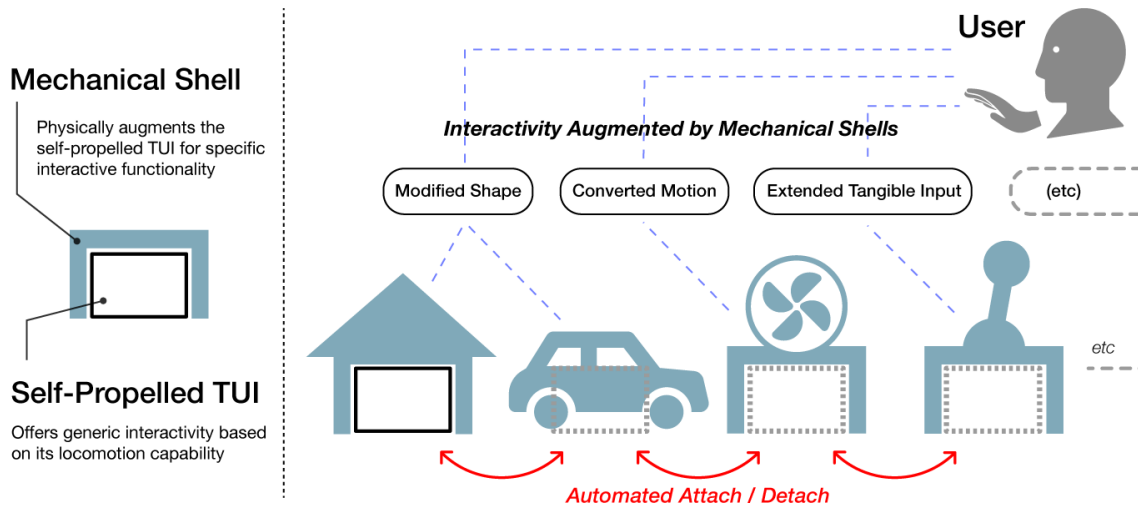 Mechanical Shell
Physically augments the
self-propelled TUI for specific
interactive functionality
Self-Propelled TUI
Offers generic interactivity based
on its locomotion capability
User
Interactivity Augmented by Mechanical Shells
Modified Shape
Converted Motion
Extended Tangible Input
(etc)
etc
Automated Attach / Detach